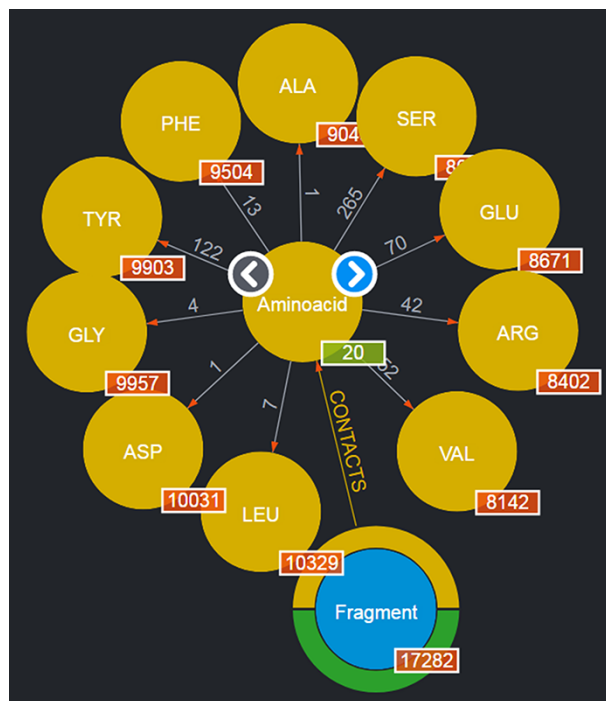 ALA
904
SER
PHE
9504
265
1
13
GLU
8671
70
TYR
9903
122
Aminoacid
20
4
42
GLY
9957
ARG
8402
1
7
CONTACTS
ASP
10031
VAL
8142
LEU
10329
Fragment
17282